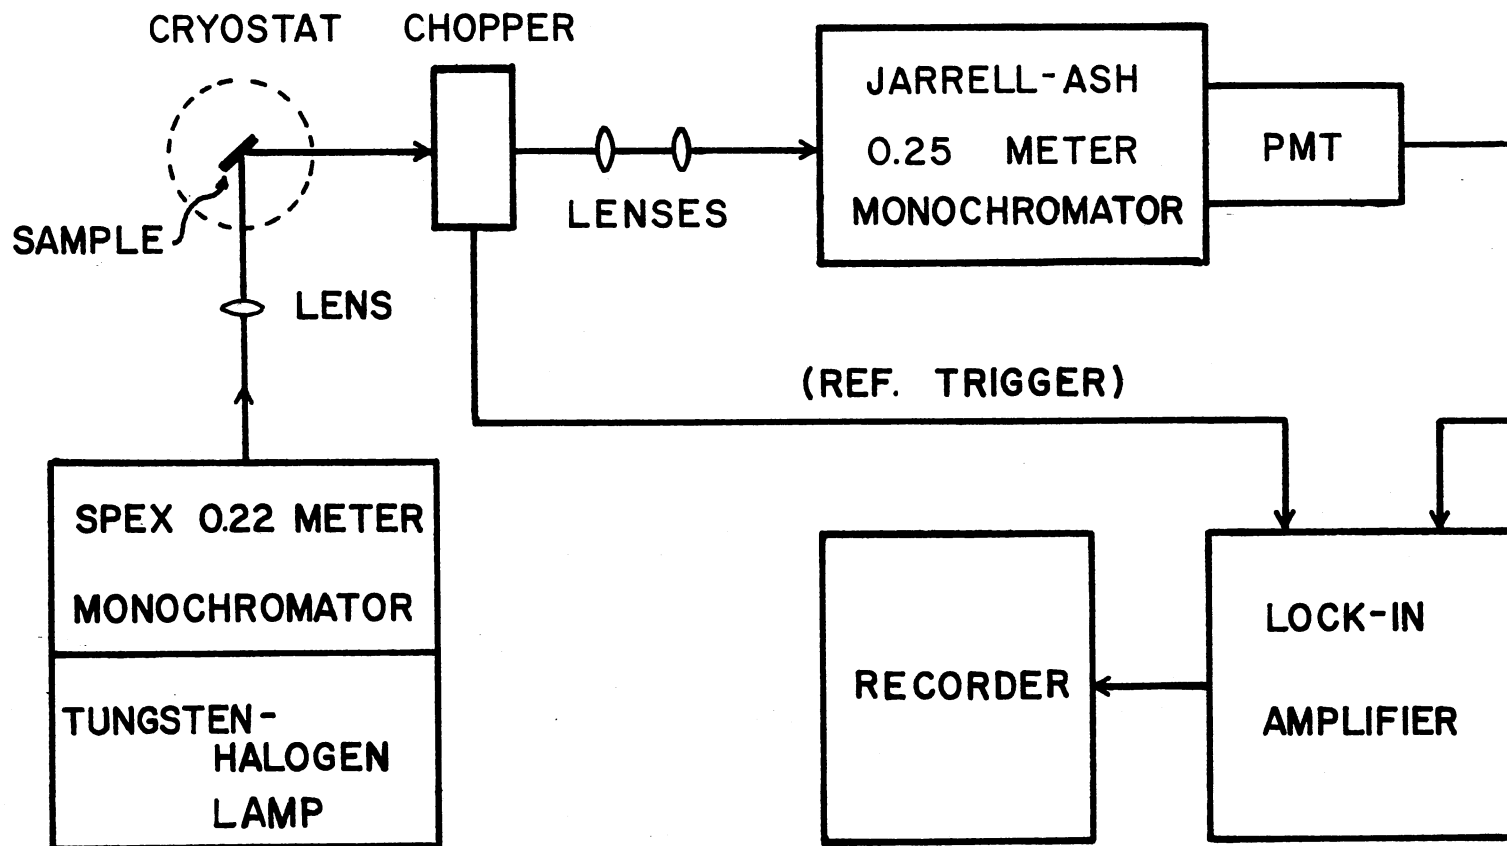 CRYOSTAT
CHOPPER
JARRELL-ASH
0.25 METER
MONOCHROMATOR
PMT
LENSES
SAMPLE
LENS
(REF. TRIGGER)
SPEX 0.22 METER
MONOCHROMATOR
TUNGSTEN-
HALOGEN
LAMP
RECORDER
LOCK-IN
AMPLIFIER